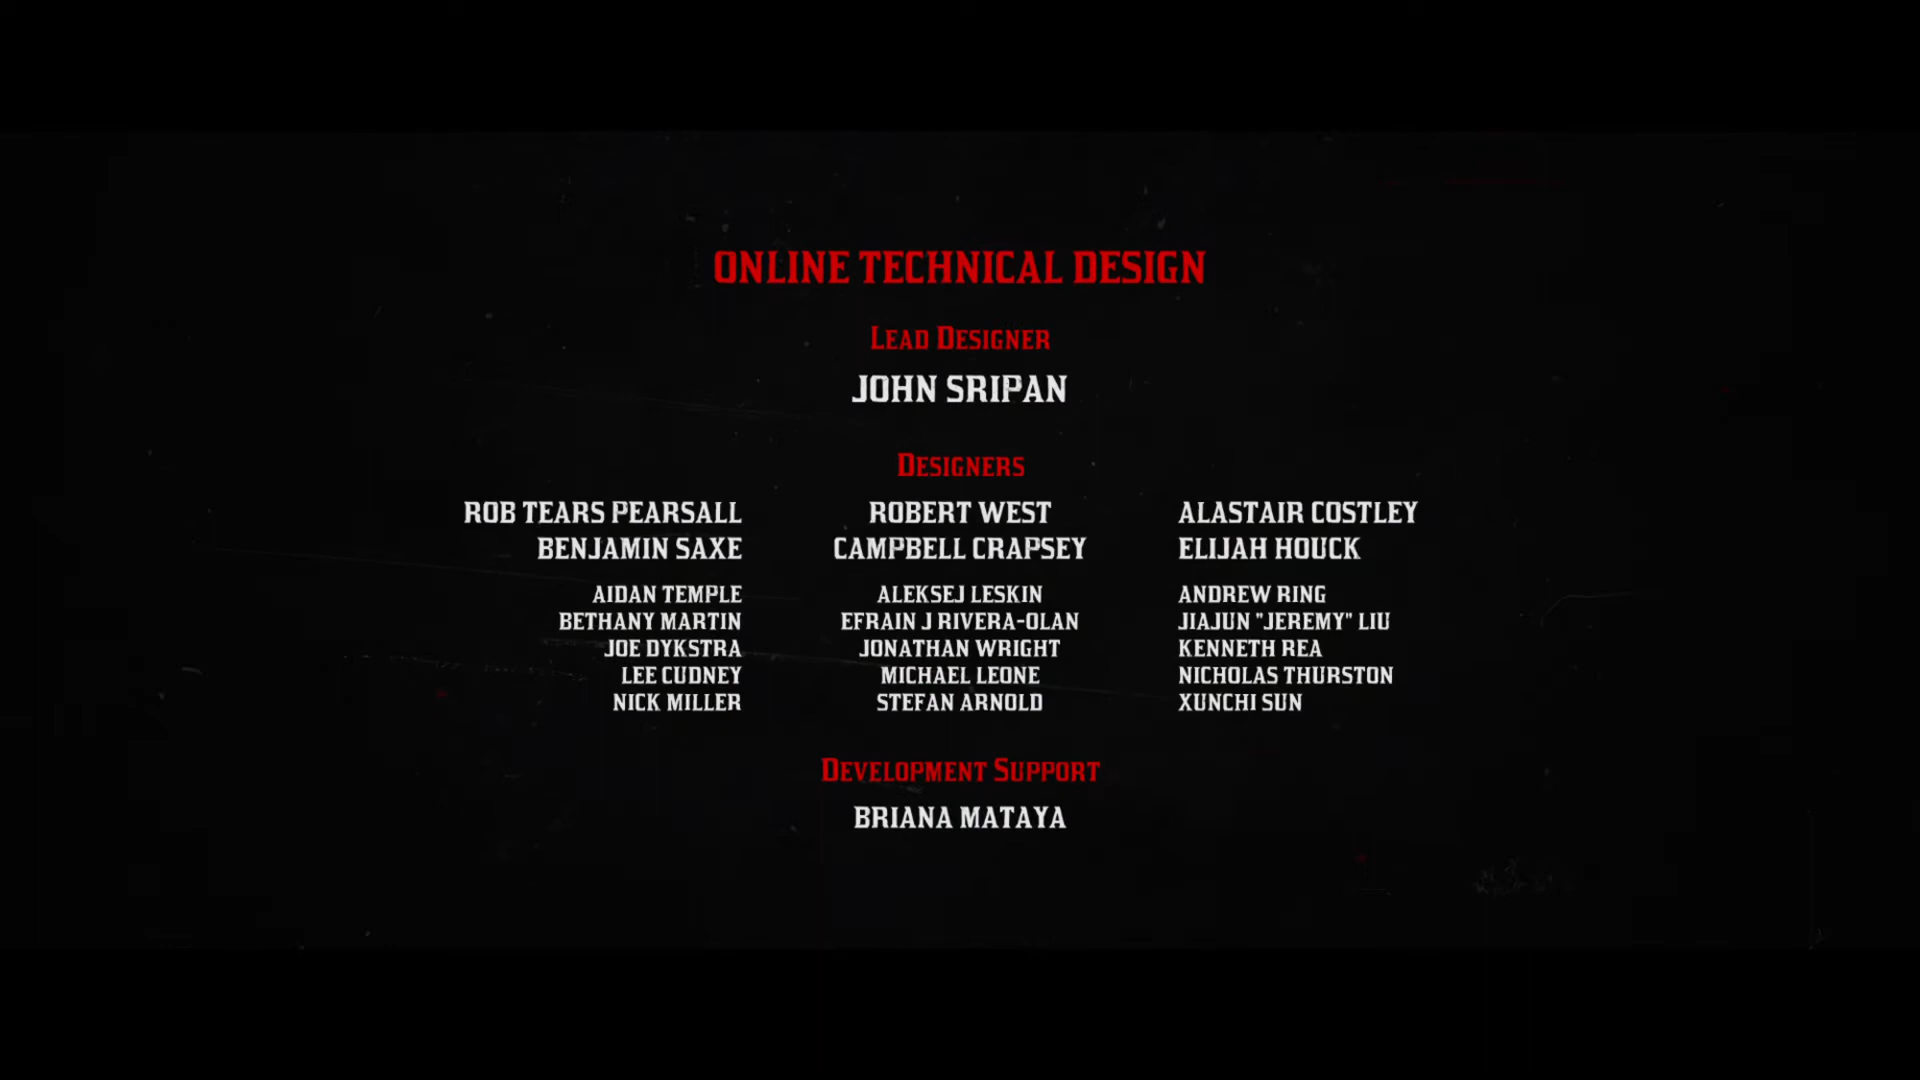 ONLINE TECHNICAL DESIGN
LEAD DESIGNER
JOHN SRIPAN
DESIGNERS
ROB TEARS PEARSALL ROBERT WEST ALASTAIR COSTLEY
BENJAMIN SAXE CAMPBELL CRAPSEY ELIJAH HOUCK
AIDAN TEMPLE ALEKSEJ LESKIN ANDREW RING
BETHANY MARTIN EFRAIN J RIVERA-OLAN JIAJUN "JEREMY" LIU
JOE DYKSTRA JONATHAN WRIGHT KENNETH REA
LEE CUDNEY MICHAEL LEONE NICHOLAS THURSTON
NICK MILLER STEFAN ARNOLD XUNCHI SUN
DEVELOPMENT SUPPORT
BRIANA MATAYA